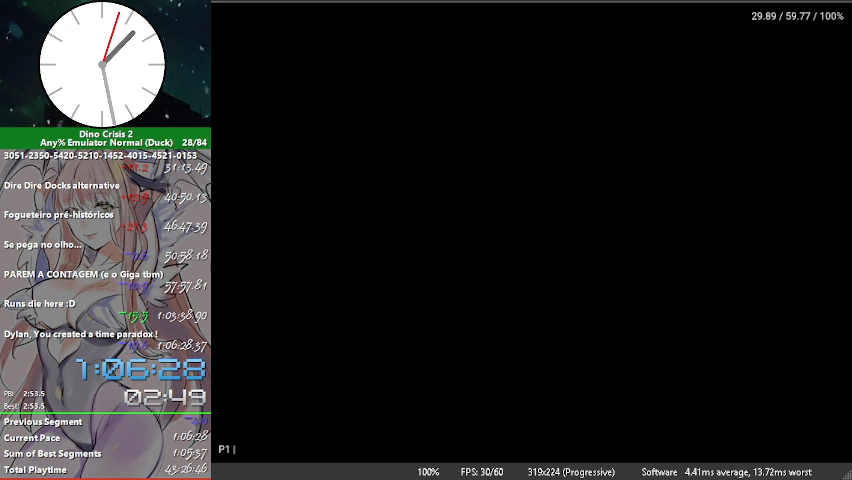 29.89 / 59.77 / 100%
Dino Crisis 2
Any% Emulator Normal (Duck) 28/84
3051-2350-5420-5210-1452-4015-4521-0153
31:13.49
Dire Dire Docks alternative
40:50.13
Fogueteiro pré-históricos
46:47.39
Se pega no olho...
50:58.18
PAREM A CONTAGEM (e o Giga tbm)
57:57.81
Runs die here :D
−15.5 1:03:38.90
Dylan, You created a time paradox !
1:06:28.37
1:06:28
PB: 2:53.5
02:49
Best: 2:53.5
Previous Segment
Current Pace 1:06:28
Sum of Best Segments 1:05:37
Total Playtime 43:26:46
P1 |
100% FPS: 30/60 319x224 (Progressive) Software 4.41ms average, 13.72ms worst